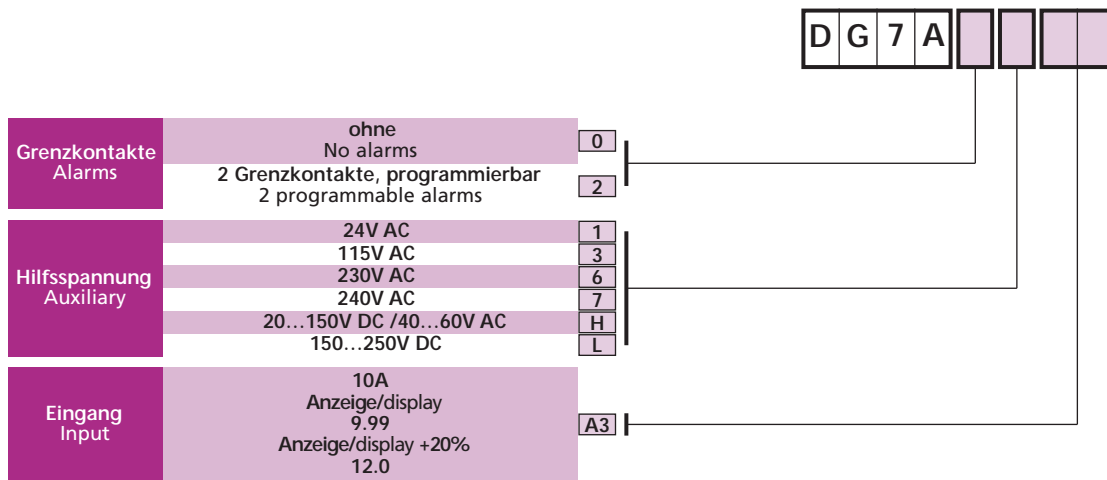 DG7A
Grenzkontakte
Alarms
ohne
No alarms
0
2 Grenzkontakte, programmierbar
2 programmable alarms
2
Hilfsspannung
Auxiliary
24V AC
1
115V AC
3
230V AC
6
240V AC
7
20...150V DC /40...60V AC
H
150...250V DC
L
Eingang
Input
10A
Anzeige/display
9.99
Anzeige/display +20%
12.0
A3